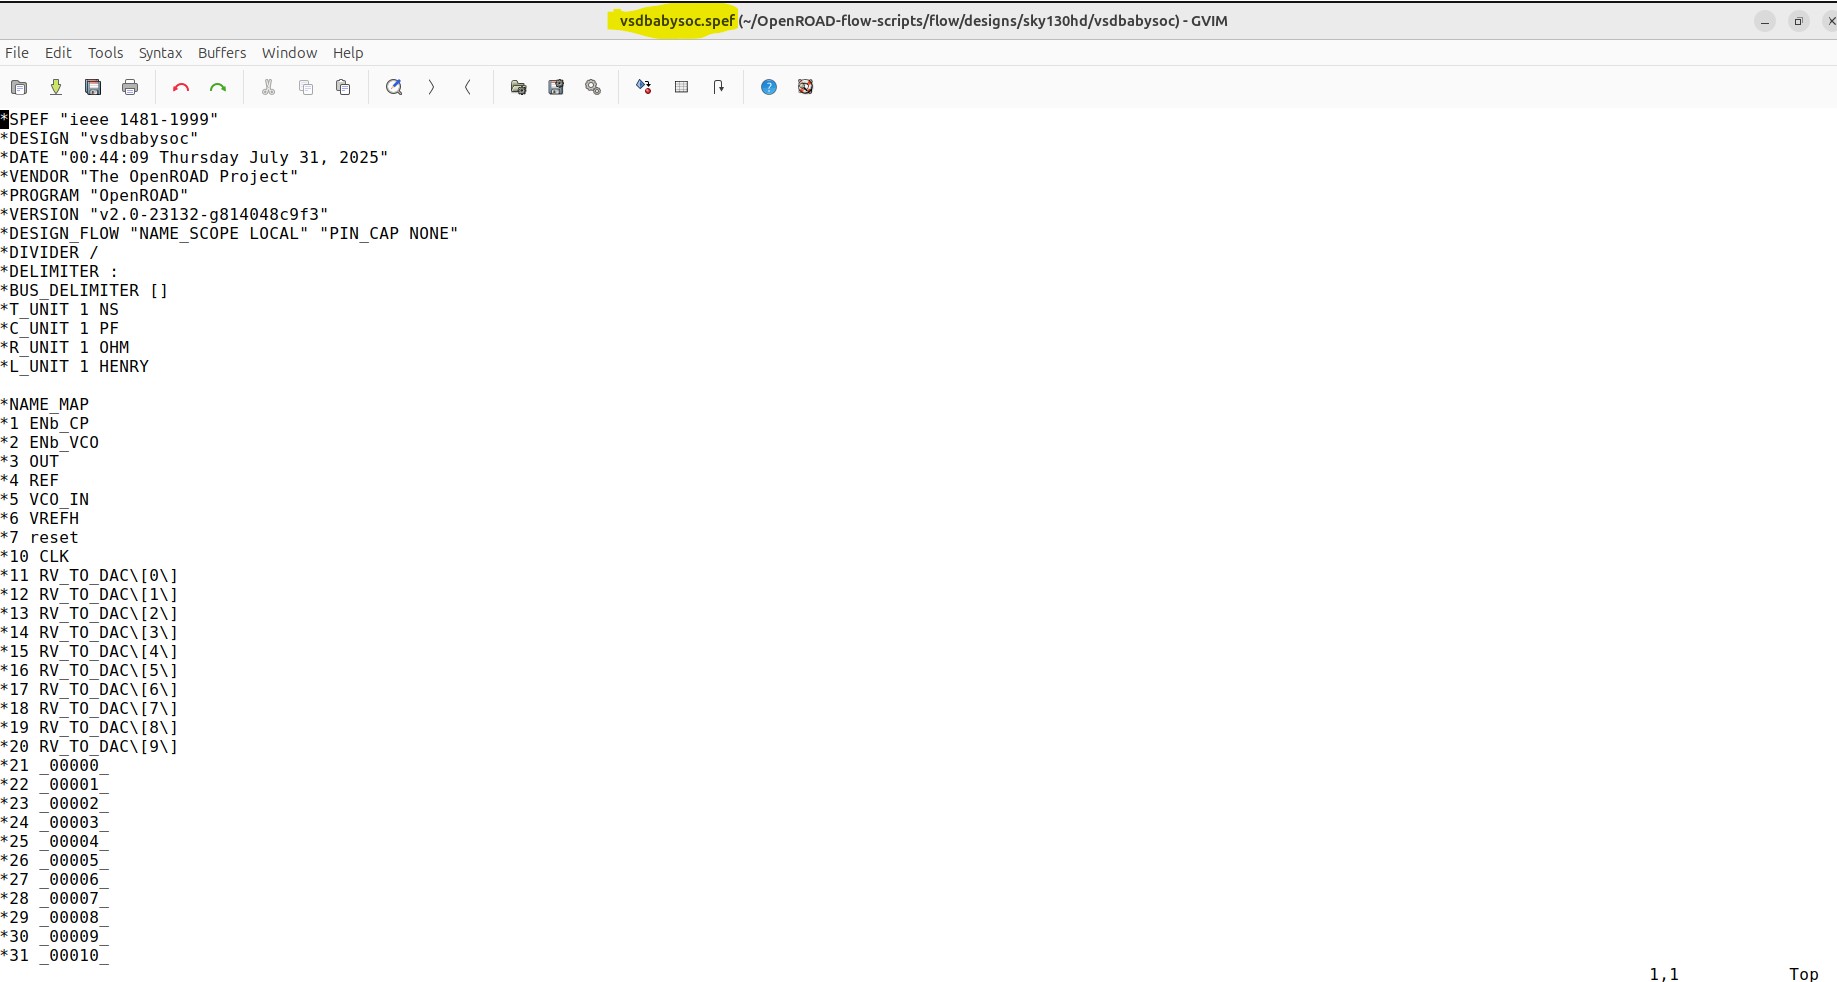 vsdbabysoc.spef (~/OpenROAD-flow-scripts/flow/designs/sky130hd/vsdbabysoc) - GVIM
File Edit Tools Syntax Buffers Window Help
*SPEF "ieee 1481-1999"
*DESIGN "vsdbabysoc"
*DATE "00:44:09 Thursday July 31, 2025"
*VENDOR "The OpenROAD Project"
*PROGRAM "OpenROAD"
*VERSION "v2.0-23132-g814048c9f3"
*DESIGN_FLOW "NAME_SCOPE LOCAL" "PIN_CAP NONE"
*DIVIDER /
*DELIMITER :
*BUS_DELIMITER []
*T_UNIT 1 NS
*C_UNIT 1 PF
*R_UNIT 1 OHM
*L_UNIT 1 HENRY
*NAME_MAP
*1 ENb_CP
*2 ENb_VCO
*3 OUT
*4 REF
*5 VCO_IN
*6 VREFH
*7 reset
*10 CLK
*11 RV_TO_DAC\[0\]
*12 RV_TO_DAC\[1\]
*13 RV_TO_DAC\[2\]
*14 RV_TO_DAC\[3\]
*15 RV_TO_DAC\[4\]
*16 RV_TO_DAC\[5\]
*17 RV_TO_DAC\[6\]
*18 RV_TO_DAC\[7\]
*19 RV_TO_DAC\[8\]
*20 RV_TO_DAC\[9\]
*21 _00000_
*22 _00001_
*23 _00002_
*24 _00003_
*25 _00004_
*26 _00005_
*27 _00006_
*28 _00007_
*29 _00008_
*30 _00009_
*31 _00010_
1,1 Top